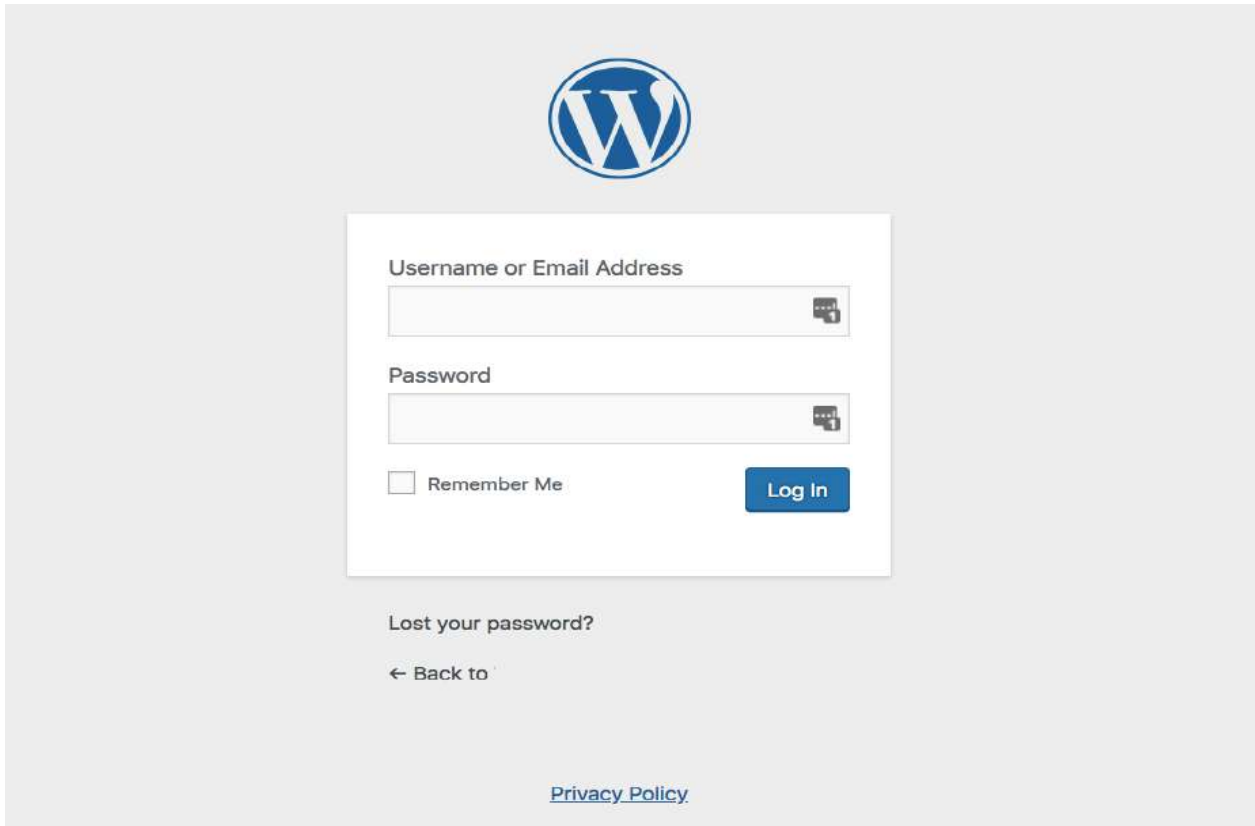 Username or Email Address
Password
Remember Me
Log In
Lost your password?
← Back to
Privacy Policy